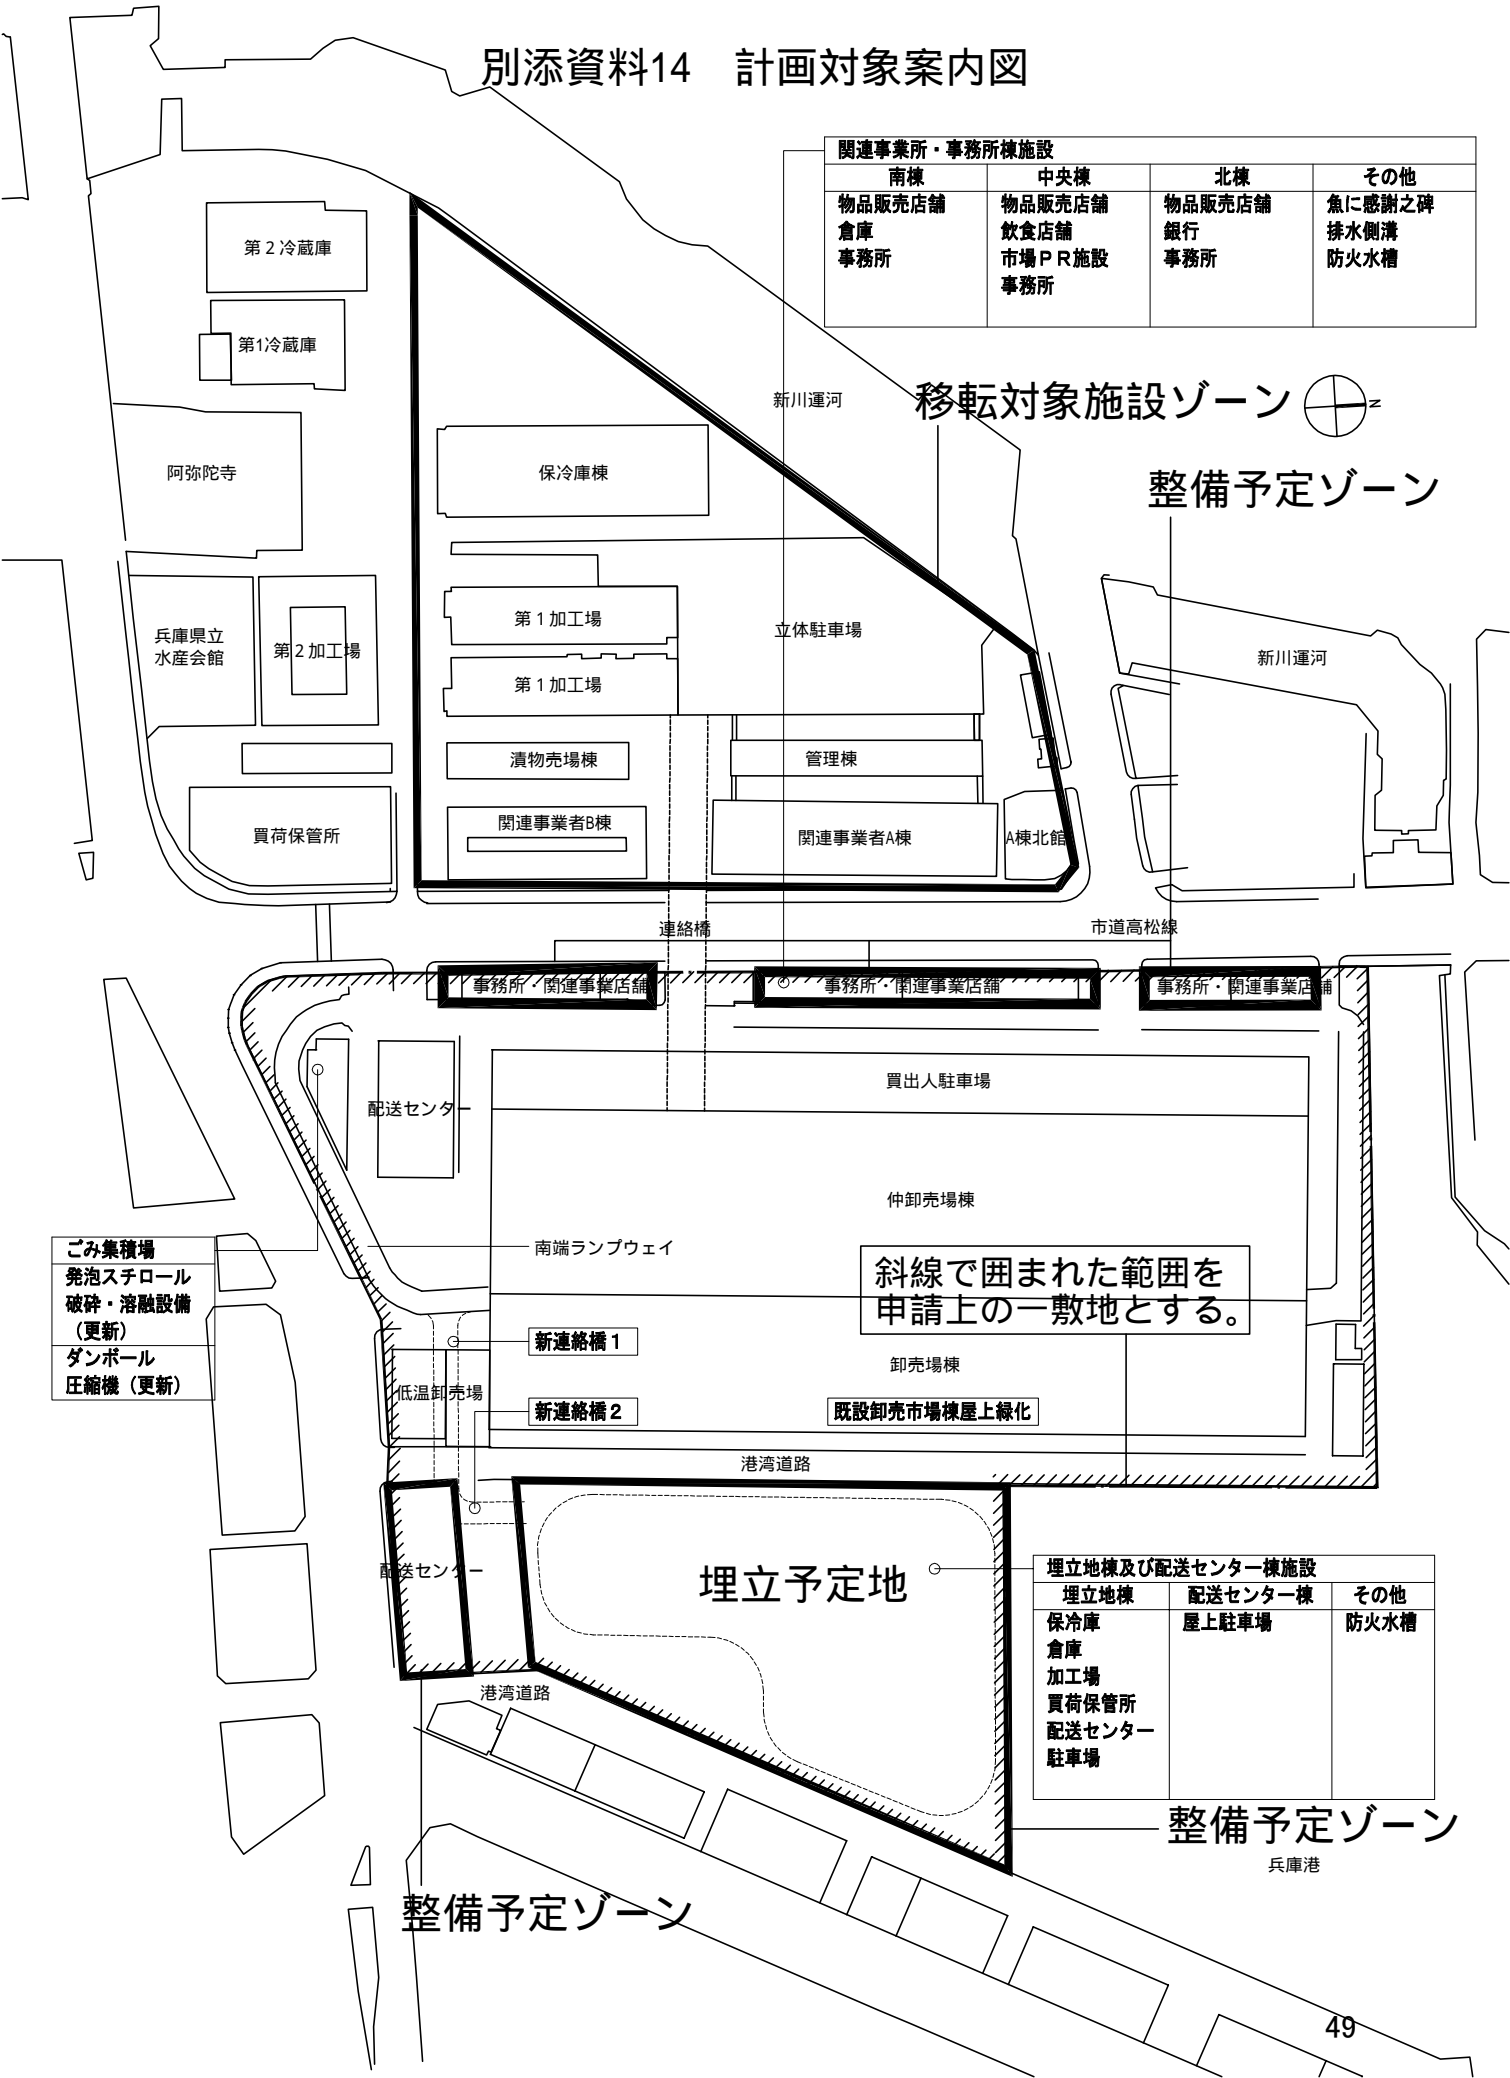 別添資料14　計画対象案内図
関連事業所・事務所棟施設
南棟　中央棟　北棟　その他
物品販売店舗　物品販売店舗　物品販売店舗　魚に感謝之碑
倉庫　飲食店舗　銀行　排水側溝
事務所　市場ＰＲ施設　事務所　防火水槽
事務所
第２冷蔵庫
第1冷蔵庫
新川運河
移転対象施設ゾーン
N
阿弥陀寺
保冷庫棟
整備予定ゾーン
兵庫県立
水産会館
第２加工場
第１加工場
立体駐車場
新川運河
第１加工場
漬物売場棟
管理棟
買荷保管所
関連事業者B棟
関連事業者A棟
A棟北館
連絡橋
市道高松線
事務所・関連事業店舗
事務所・関連事業店舗
事務所・関連事業店舗
買出人駐車場
配送センター
仲卸売場棟
南端ランプウェイ
ごみ集積場
発泡スチロール
破砕・溶融設備
（更新）
ダンボール
圧縮機（更新）
斜線で囲まれた範囲を
申請上の一敷地とする。
新連絡橋１
卸売場棟
低温卸売場
新連絡橋２
既設卸売市場棟屋上緑化
港湾道路
配送センター
埋立予定地
埋立地棟及び配送センター棟施設
埋立地棟　配送センター棟　その他
保冷庫　屋上駐車場　防火水槽
倉庫
加工場
買荷保管所
配送センター
駐車場
港湾道路
整備予定ゾーン
兵庫港
整備予定ゾーン
49